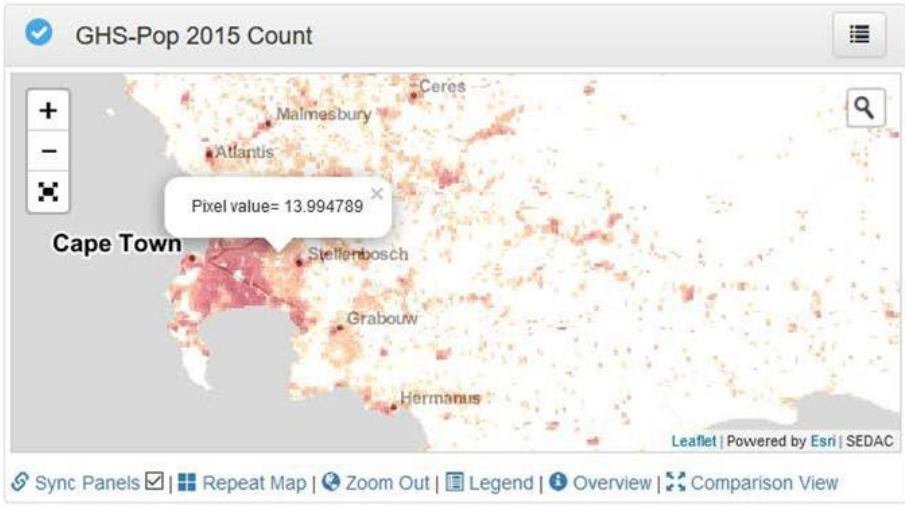 GHS-Pop 2015 Count
+
−
Ceres
Malmesbury
Atlantis
Pixel value= 13.994789 ×
Cape Town
Stellenbosch
Grabouw
Hermanus
Leaflet | Powered by Esri | SEDAC
Sync Panels ☑ | Repeat Map | Zoom Out | Legend | Overview | Comparison View